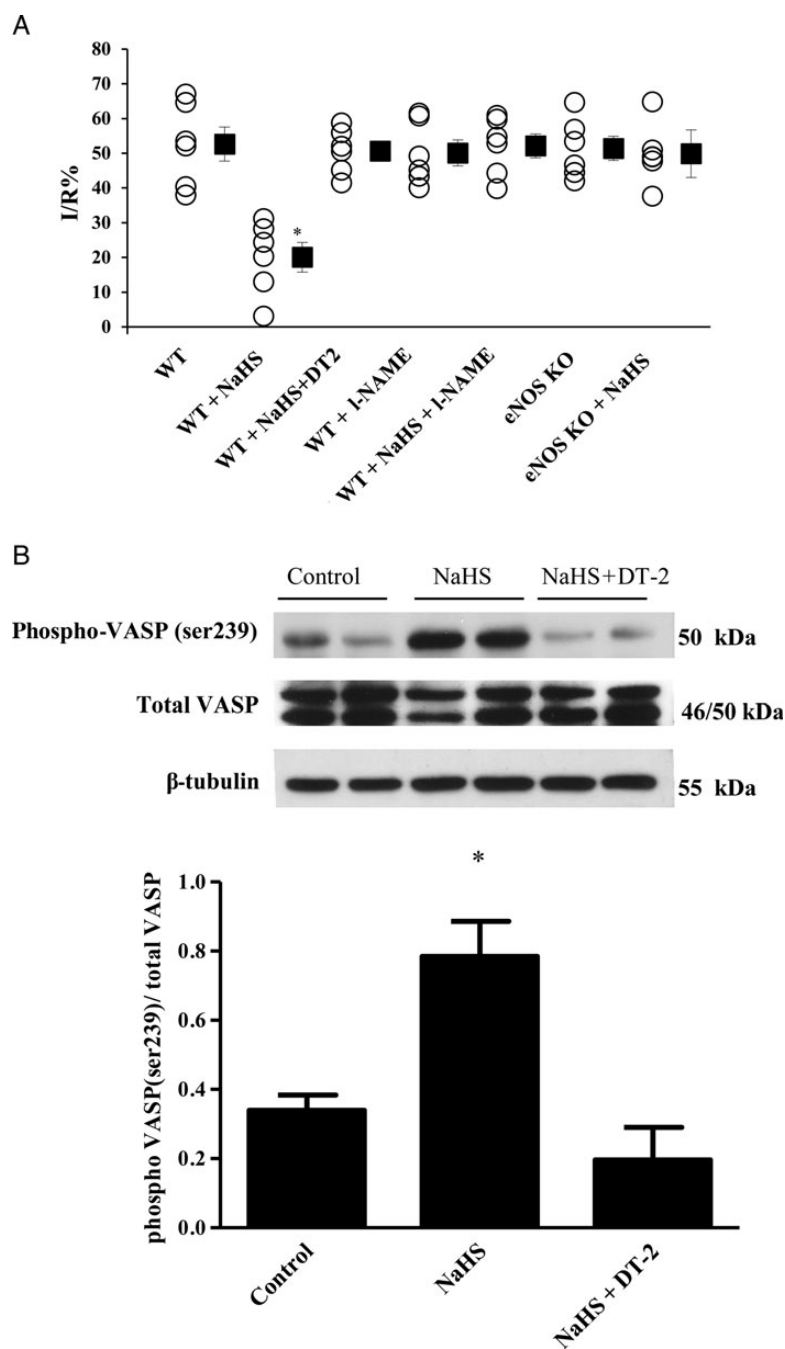 A
80
70
60
50
40
30
20
10
0
I/R%
*
WT
WT + NaHS
WT + NaHS+DT2
WT + l-NAME
WT + NaHS + l-NAME
eNOS KO
eNOS KO + NaHS
B
Control NaHS NaHS+DT-2
Phospho-VASP (ser239) 50 kDa
Total VASP 46/50 kDa
β-tubulin 55 kDa
*
phospho VASP(ser239)/ total VASP
1.0
0.8
0.6
0.4
0.2
0.0
Control
NaHS
NaHS + DT-2